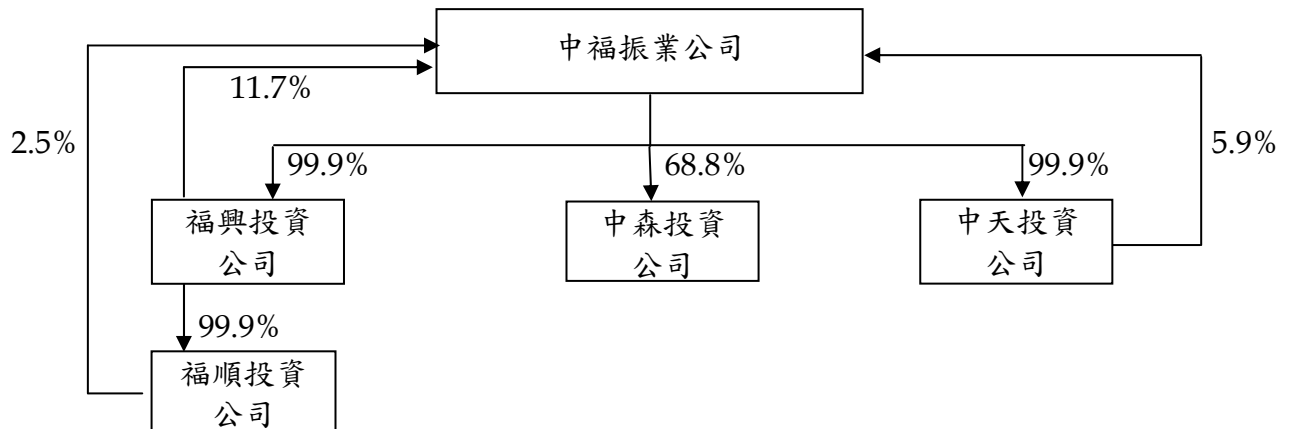 中福振業公司
11.7%
2.5%
5.9%
99.9%
68.8%
99.9%
福興投資
公司
中森投資
公司
中天投資
公司
99.9%
福順投資
公司